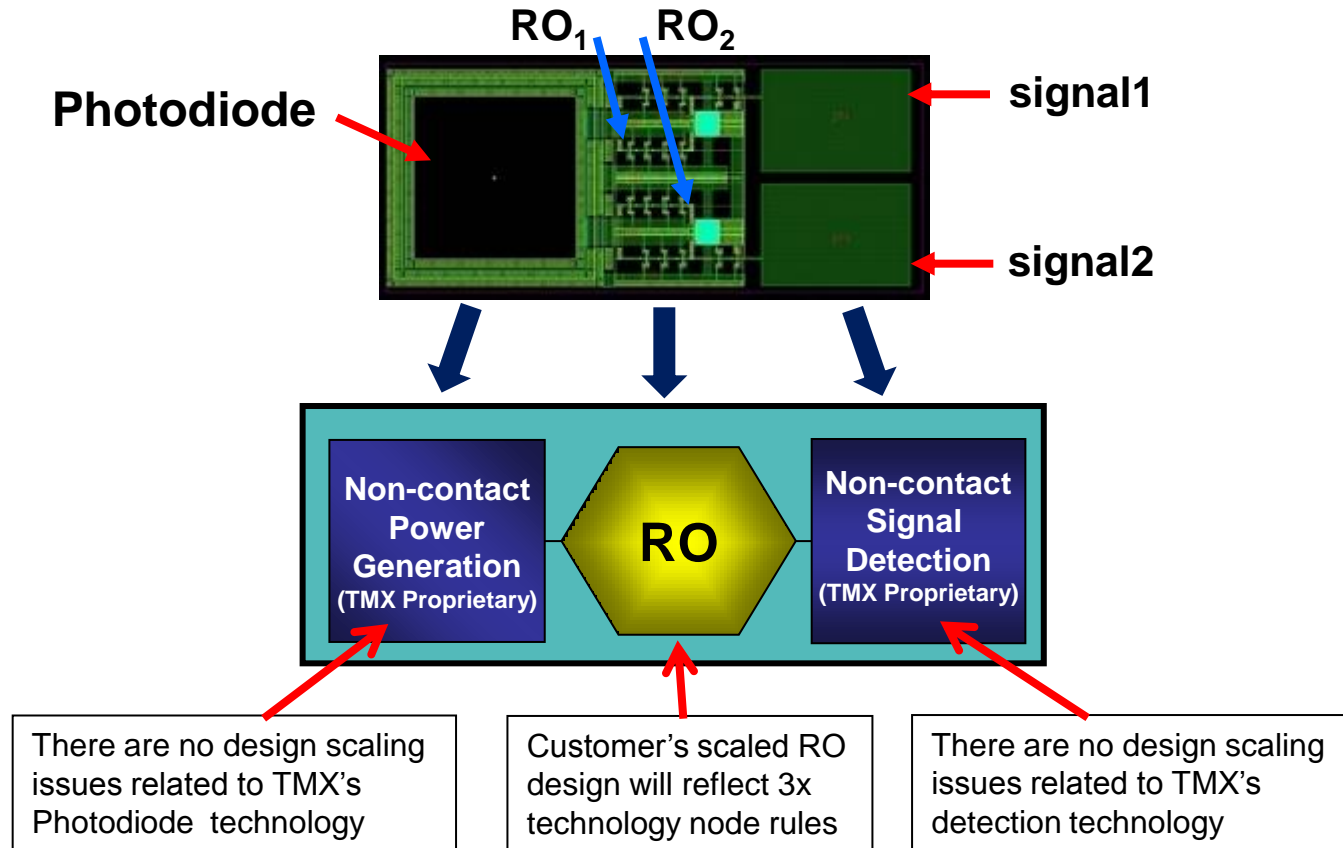 RO1 RO2
Photodiode
signal1
signal2
Non-contact
Power
Generation
(TMX Proprietary)
RO
Non-contact
Signal
Detection
(TMX Proprietary)
There are no design scaling
issues related to TMX's
Photodiode technology
Customer's scaled RO
design will reflect 3x
technology node rules
There are no design scaling
issues related to TMX's
detection technology